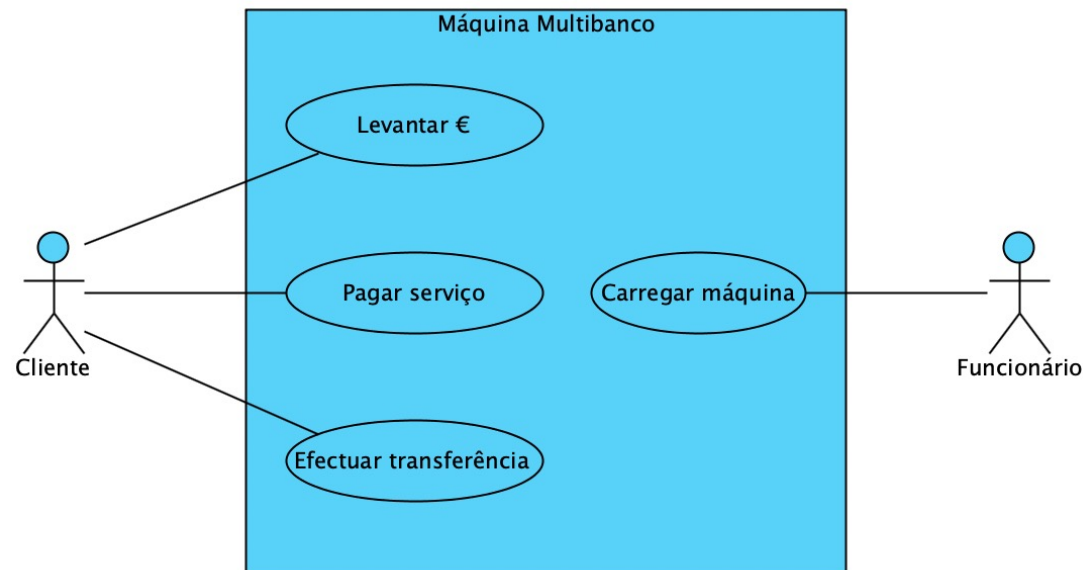 Máquina Multibanco
Levantar €
Pagar serviço
Carregar máquina
Cliente
Funcionário
Efectuar transferência